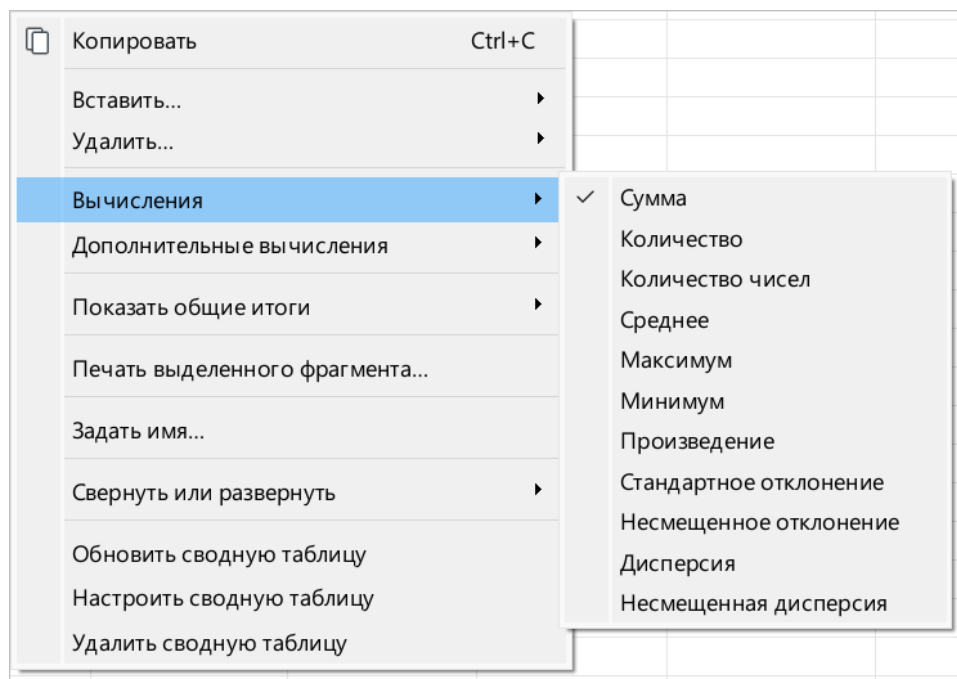 Копировать Ctrl+C
Вставить...
Удалить...
Вычисления
Дополнительные вычисления
Показать общие итоги
Печать выделенного фрагмента...
Задать имя...
Свернуть или развернуть
Обновить сводную таблицу
Настроить сводную таблицу
Удалить сводную таблицу
Сумма
Количество
Количество чисел
Среднее
Максимум
Минимум
Произведение
Стандартное отклонение
Несмещенное отклонение
Дисперсия
Несмещенная дисперсия